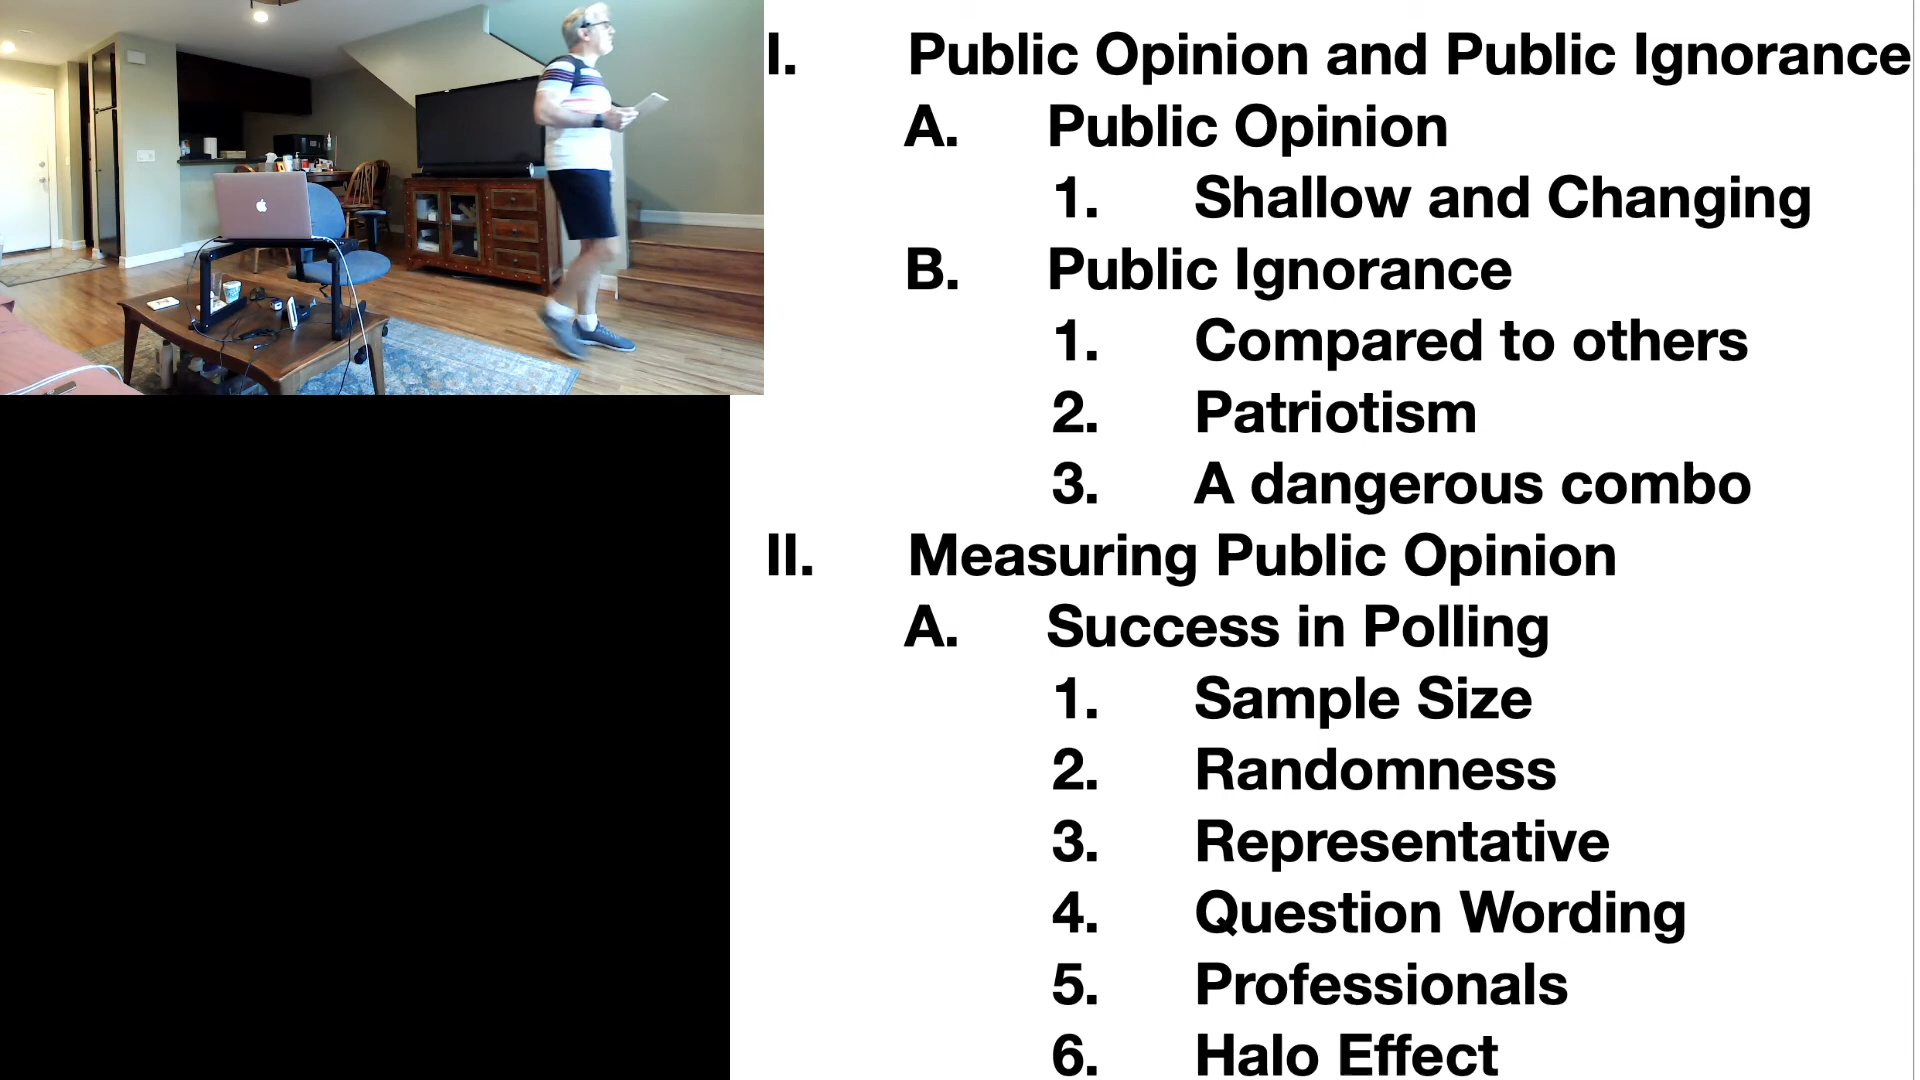 I. Public Opinion and Public Ignorance
A. Public Opinion
1. Shallow and Changing
B. Public Ignorance
1. Compared to others
2. Patriotism
3. A dangerous combo
II. Measuring Public Opinion
A. Success in Polling
1. Sample Size
2. Randomness
3. Representative
4. Question Wording
5. Professionals
6. Halo Effect